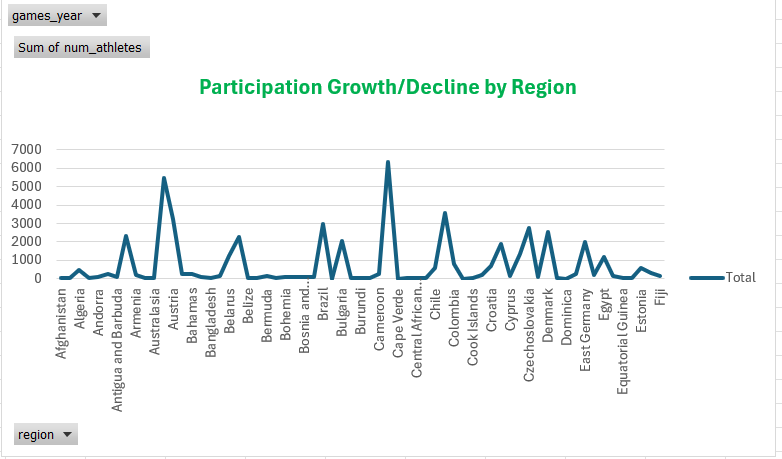 games_year
Sum of num_athletes
Participation Growth/Decline by Region
7000
6000
5000
4000
3000
2000
1000
0
Afghanistan
Algeria
Andorra
Antigua and Barbuda
Armenia
Australasia
Austria
Bahamas
Bangladesh
Belarus
Belize
Bermuda
Bohemia
Bosnia and...
Brazil
Bulgaria
Burundi
Cameroon
Cape Verde
Central African...
Chile
Colombia
Cook Islands
Croatia
Cyprus
Czechoslovakia
Denmark
Dominica
East Germany
Egypt
Equatorial Guinea
Estonia
Fiji
Total
region